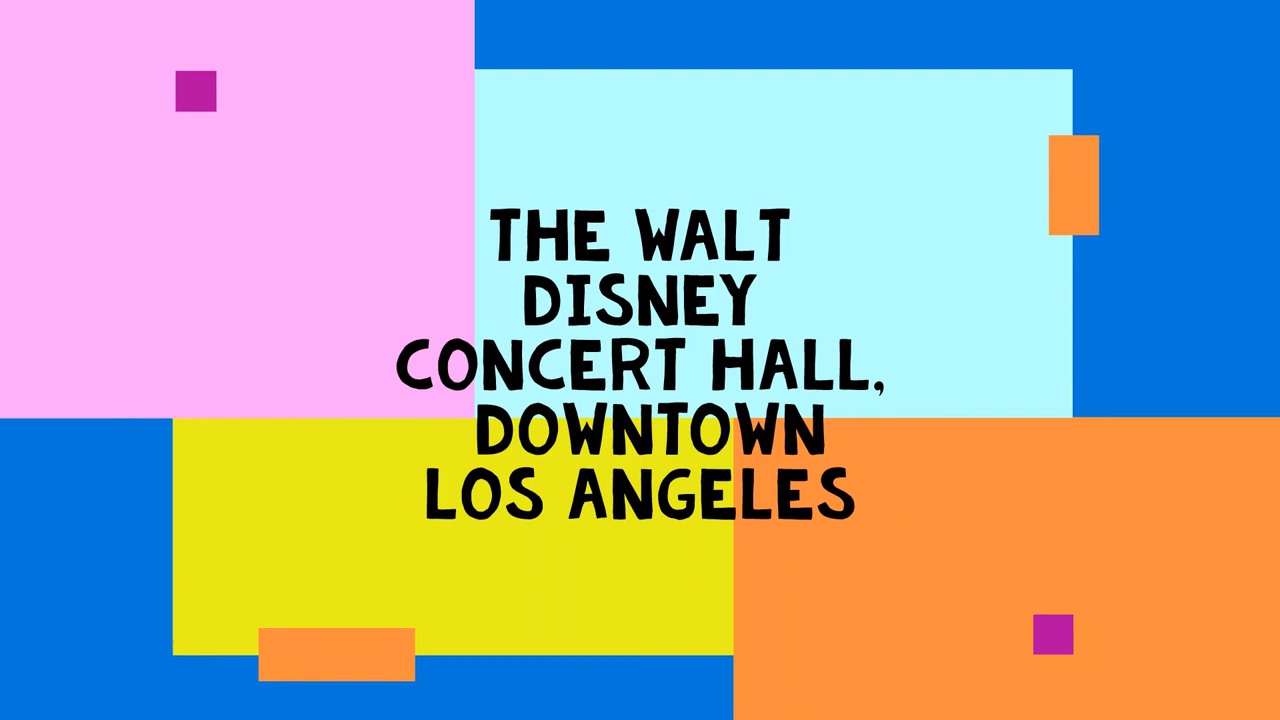 THE WALT
DISNEY
CONCERT HALL,
DOWNTOWN
LOS ANGELES